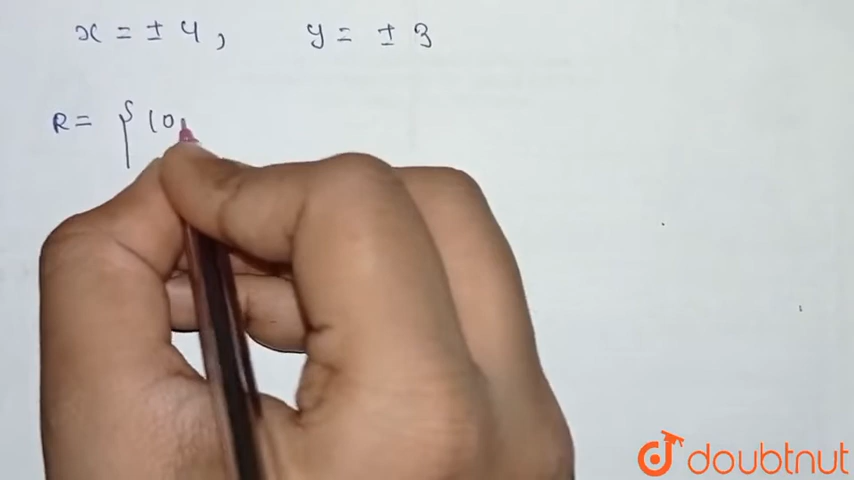 x = ± 4 , y = ± 3
R = { (0,
doubtnut